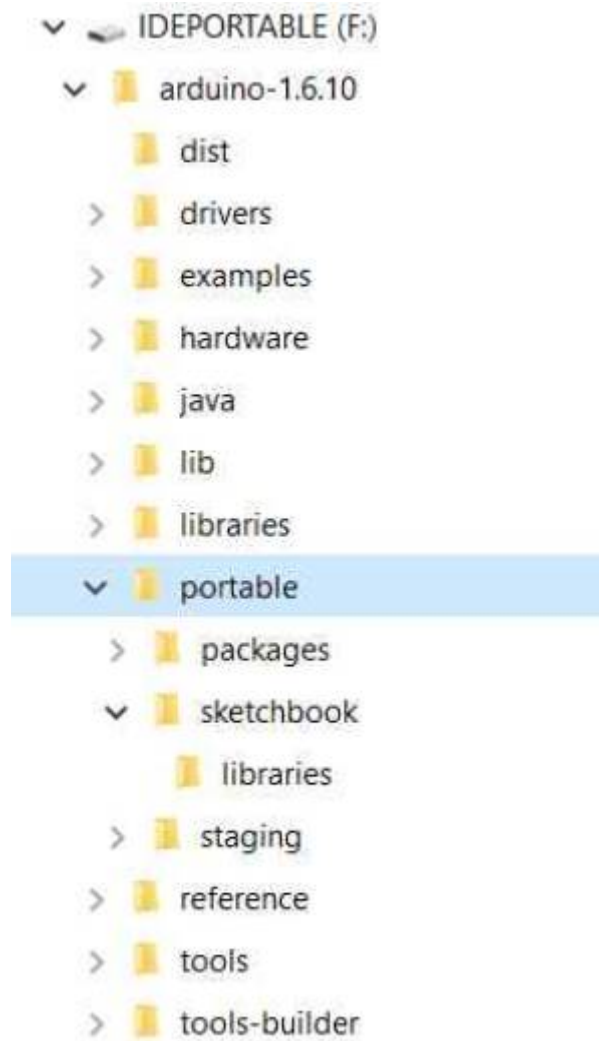 IDEPORTABLE (F:)
arduino-1.6.10
dist
drivers
examples
hardware
java
lib
libraries
portable
packages
sketchbook
libraries
staging
reference
tools
tools-builder